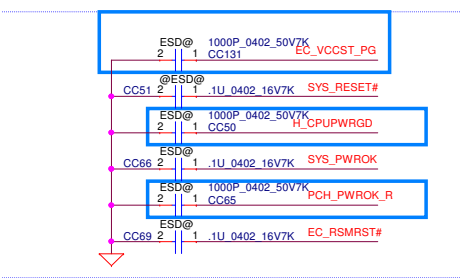 ESD@ 1000P_0402_50V7K
2 1 CC131 EC_VCCST_PG
@ESD@
CC51 2 1 .1U_0402_16V7K SYS_RESET#
ESD@ 1000P_0402_50V7K
2 1 CC50 H_CPUPWRGD
ESD@
CC66 2 1 .1U_0402_16V7K SYS_PWROK
ESD@ 1000P_0402_50V7K
2 1 CC65 PCH_PWROK_R
ESD@
CC69 2 1 .1U_0402_16V7K EC_RSMRST#